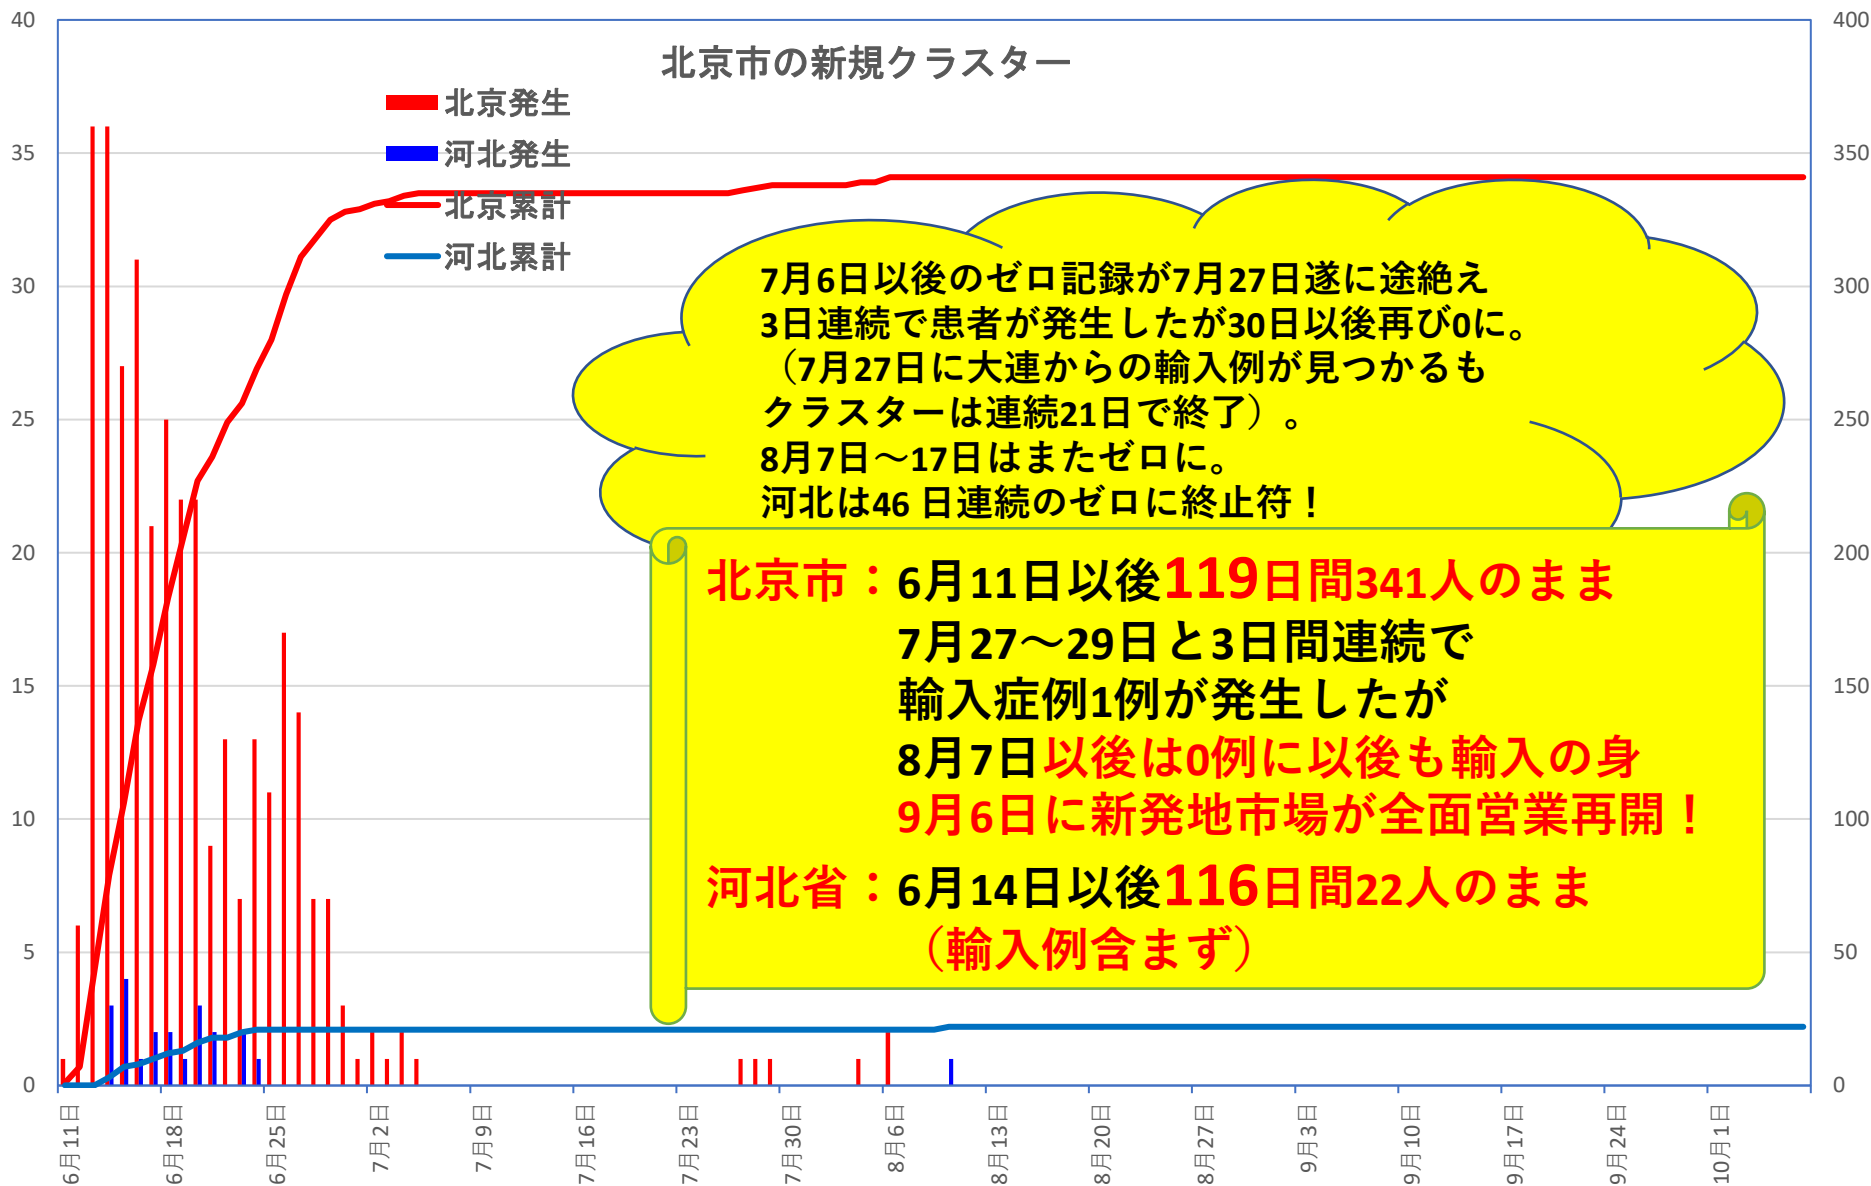 北京市の新規クラスター
北京発生
河北発生
北京累計
河北累計
40
35
30
25
20
15
10
5
0
400
350
300
250
200
150
100
50
0
7月6日以後のゼロ記録が7月27日遂に途絶え
3日連続で患者が発生したが30日以後再び0に。
（7月27日に大連からの輸入例が見つかるも
クラスターは連続21日で終了）。
8月7日～17日はまたゼロに。
河北は46 日連続のゼロに終止符！
北京市：6月11日以後119日間341人のまま
7月27～29日と3日間連続で
輸入症例1例が発生したが
8月7日以後は0例に以後も輸入の身
9月6日に新発地市場が全面営業再開！
河北省：6月14日以後116日間22人のまま
（輸入例含まず）
6月11日
6月18日
6月25日
7月2日
7月9日
7月16日
7月23日
7月30日
8月6日
8月13日
8月20日
8月27日
9月3日
9月10日
9月17日
9月24日
10月1日